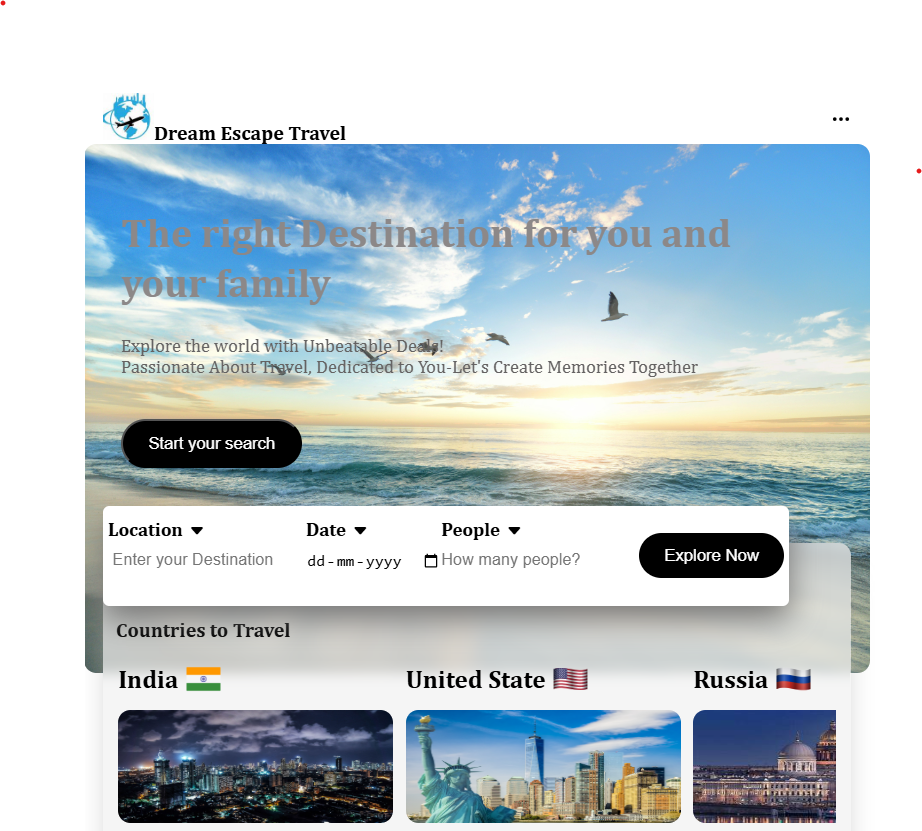 Dream Escape Travel
The right Destination for you and
your family
Explore the world with Unbeatable Deals!
Passionate About Travel, Dedicated to You-Let's Create Memories Together
Start your search
Location Date People
Enter your Destination dd-mm-yyyy How many people?
Explore Now
Countries to Travel
India United State Russia